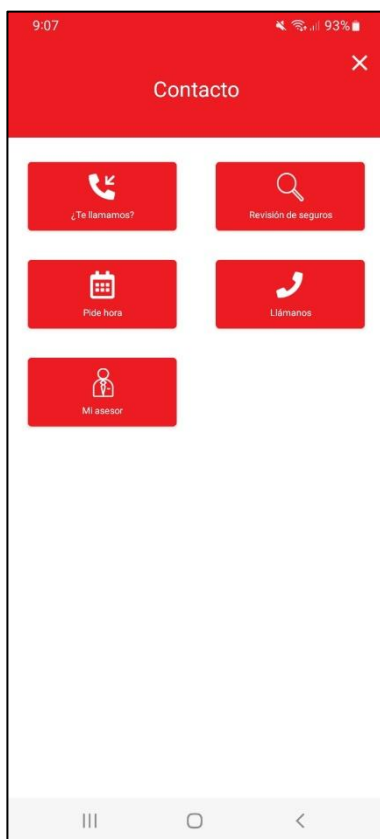 9:07 93%
Contacto
¿Te llamamos? Revisión de seguros
Pide hora Llámanos
Mi asesor